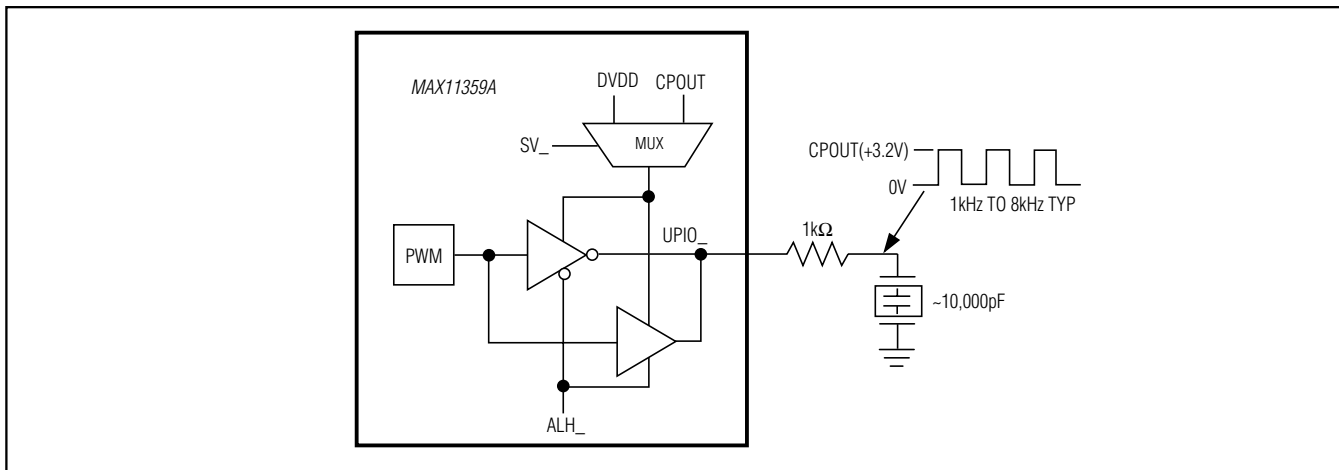 MAX11359A
DVDD
CPOUT
SV_
MUX
CPOUT(+3.2V)
0V
1kHz TO 8kHz TYP
PWM
UPIO_
1kΩ
~10,000pF
ALH_